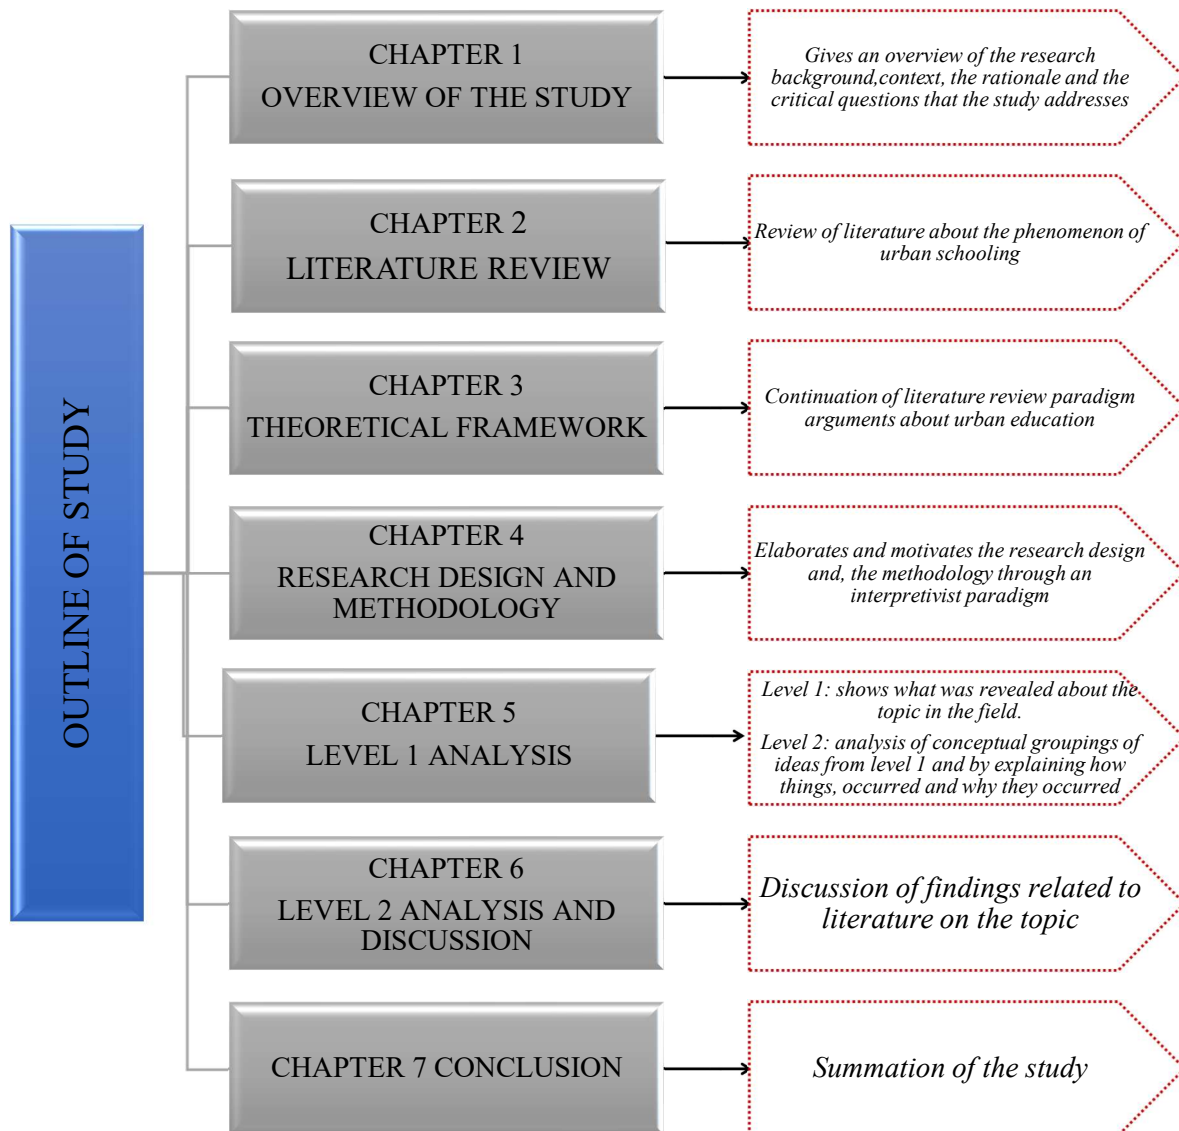 OUTLINE OF STUDY
CHAPTER 1
OVERVIEW OF THE STUDY
Gives an overview of the research
background,context, the rationale and the
critical questions that the study addresses
CHAPTER 2
LITERATURE REVIEW
Review of literature about the phenomenon of
urban schooling
CHAPTER 3
THEORETICAL FRAMEWORK
Continuation of literature review paradigm
arguments about urban education
CHAPTER 4
RESEARCH DESIGN AND
METHODOLOGY
Elaborates and motivates the research design
and, the methodology through an
interpretivist paradigm
CHAPTER 5
LEVEL 1 ANALYSIS
Level 1: shows what was revealed about the
topic in the field.
Level 2: analysis of conceptual groupings of
ideas from level 1 and by explaining how
things, occurred and why they occurred
CHAPTER 6
LEVEL 2 ANALYSIS AND
DISCUSSION
Discussion of findings related to
literature on the topic
CHAPTER 7 CONCLUSION
Summation of the study